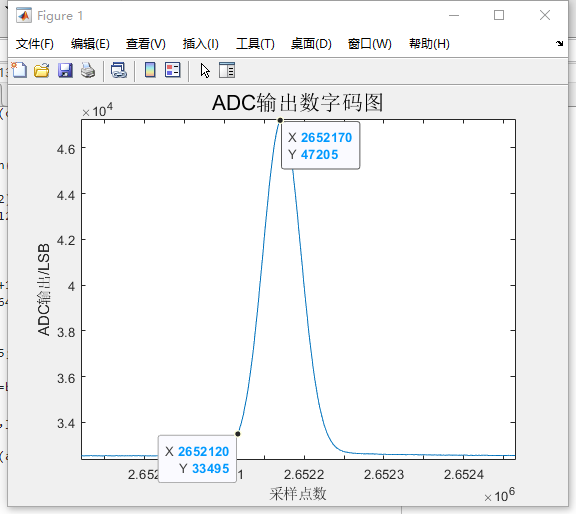 Figure 1
文件(F) 编辑(E) 查看(V) 插入(I) 工具(T) 桌面(D) 窗口(W) 帮助(H)
ADC输出数字码图
×10⁴
X 2652170
Y 47205
4.6
4.4
4.2
4
3.8
3.6
3.4
ADC输出/LSB
X 2652120
Y 33495
2.652 1 2.6522 2.6523 2.6524
采样点数
×10⁶